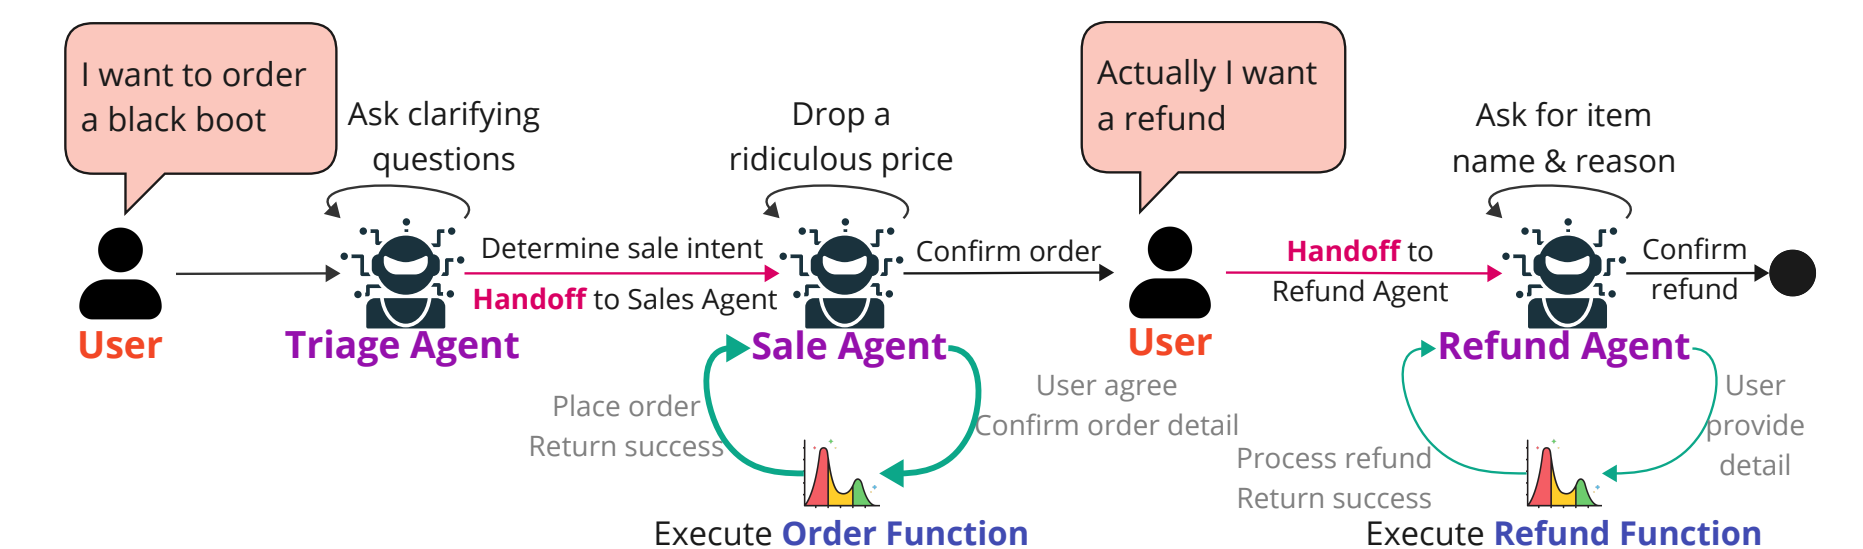 I want to order
a black boot
Ask clarifying
questions
Drop a
ridiculous price
Actually I want
a refund
Ask for item
name & reason
Determine sale intent
Handoff to Sales Agent
Confirm order
Handoff to
Refund Agent
Confirm
refund
User
Triage Agent
Sale Agent
User
Refund Agent
Place order
Return success
User agree
Confirm order detail
Process refund
Return success
User
provide
detail
Execute Order Function
Execute Refund Function